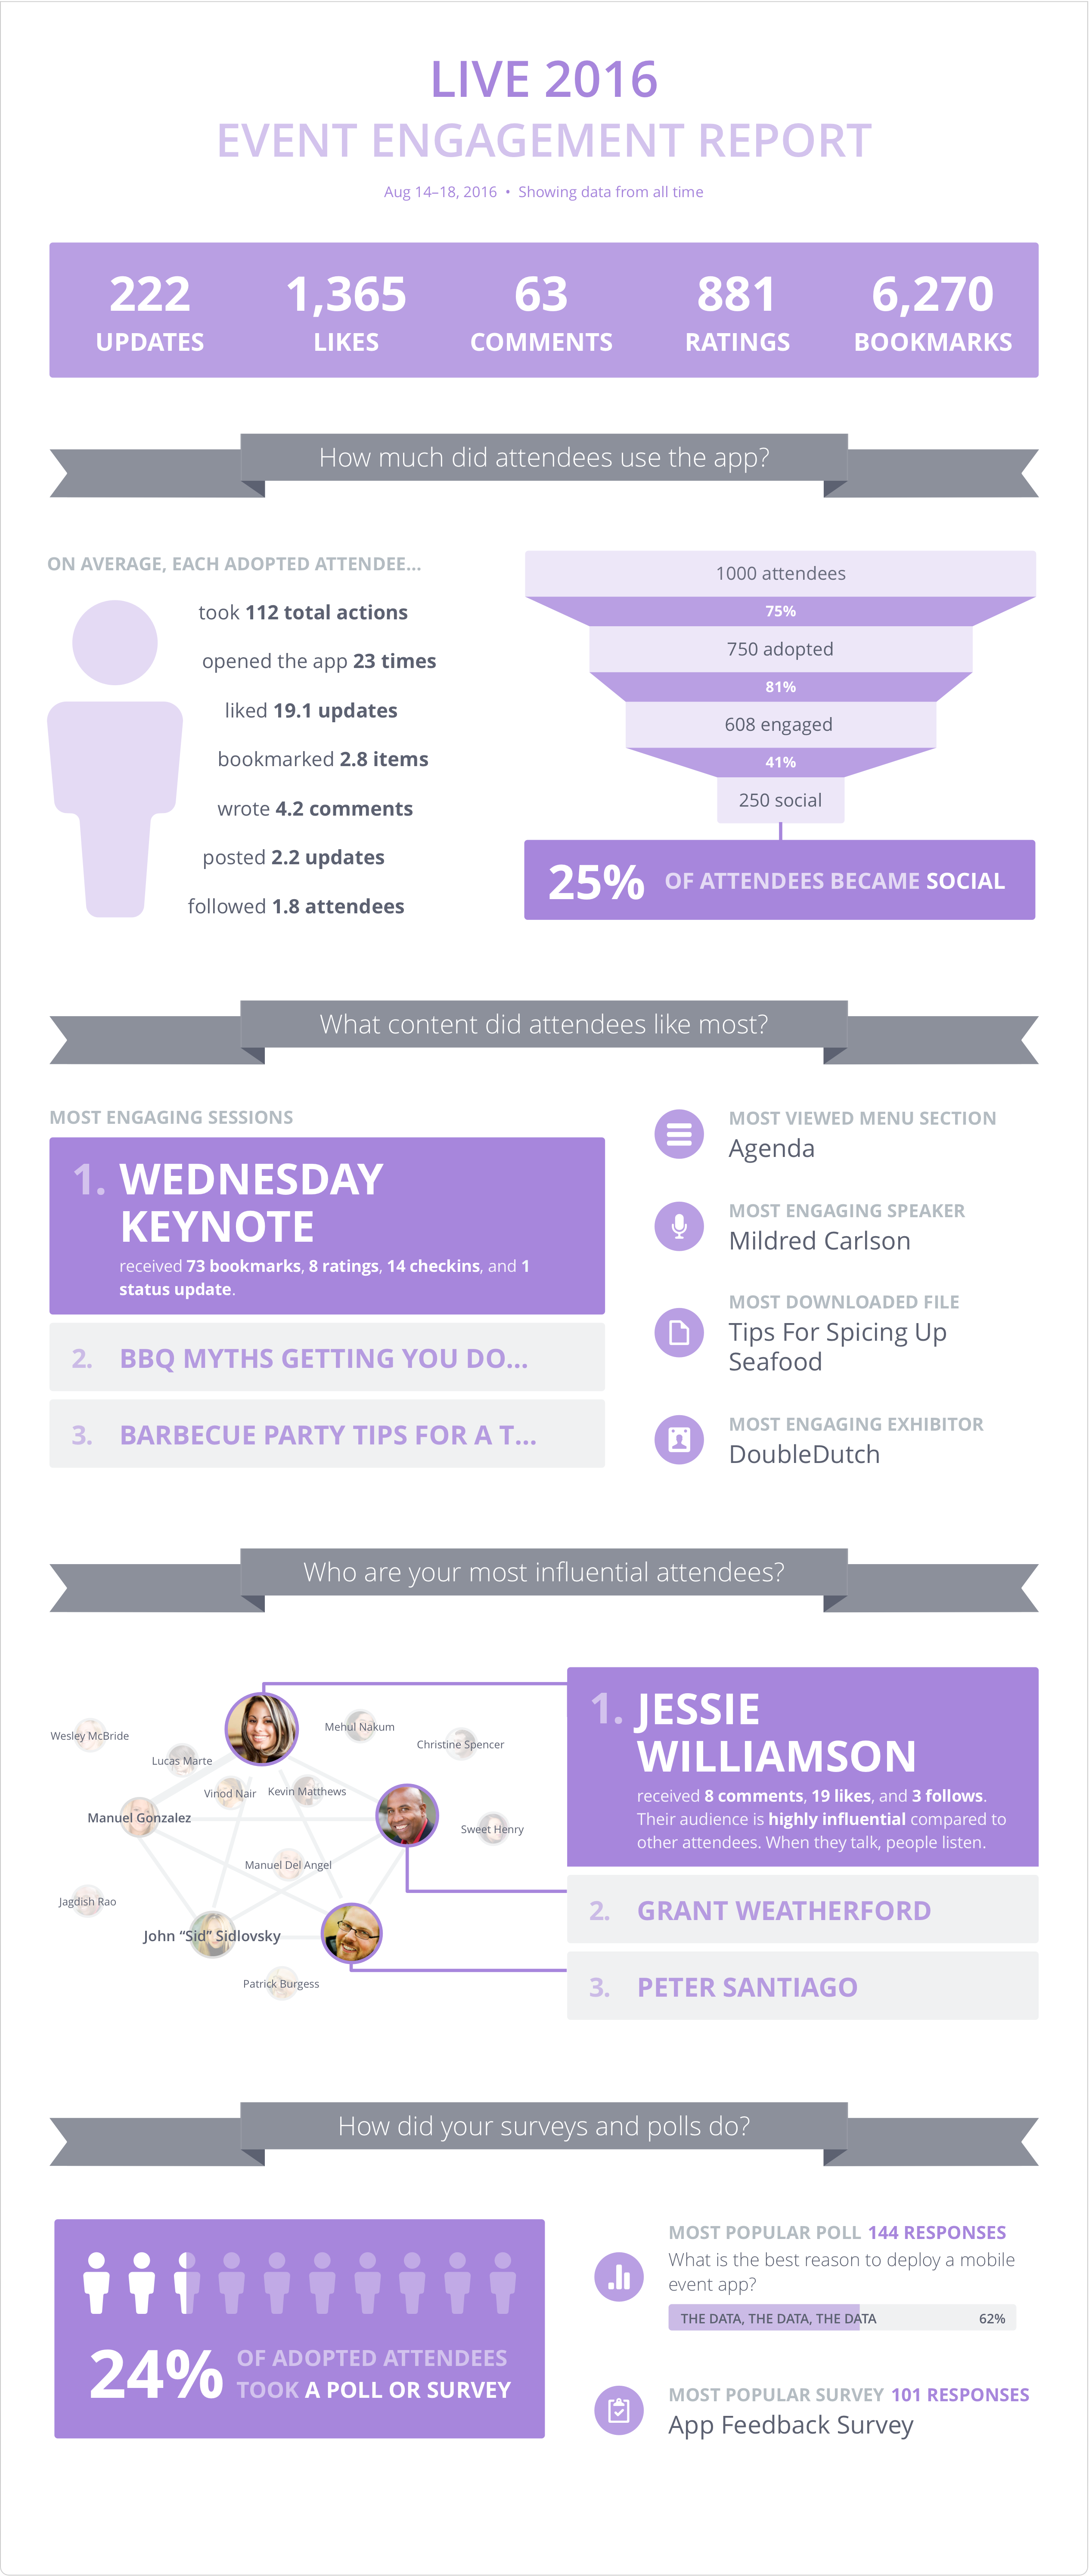 LIVE 2016
EVENT ENGAGEMENT REPORT
Aug 14–18, 2016 • Showing data from all time
222
UPDATES
1,365
LIKES
63
COMMENTS
881
RATINGS
6,270
BOOKMARKS
How much did attendees use the app?
ON AVERAGE, EACH ADOPTED ATTENDEE...
took 112 total actions
opened the app 23 times
liked 19.1 updates
bookmarked 2.8 items
wrote 4.2 comments
posted 2.2 updates
followed 1.8 attendees
1000 attendees
75%
750 adopted
81%
608 engaged
41%
250 social
25% OF ATTENDEES BECAME SOCIAL
What content did attendees like most?
MOST ENGAGING SESSIONS
1. WEDNESDAY
KEYNOTE
received 73 bookmarks, 8 ratings, 14 checkins, and 1
status update.
2. BBQ MYTHS GETTING YOU DO...
3. BARBECUE PARTY TIPS FOR A T...
MOST VIEWED MENU SECTION
Agenda
MOST ENGAGING SPEAKER
Mildred Carlson
MOST DOWNLOADED FILE
Tips For Spicing Up
Seafood
MOST ENGAGING EXHIBITOR
DoubleDutch
Who are your most influential attendees?
Wesley McBride
Lucas Marte
Mehul Nakum
Christine Spencer
Vinod Nair
Kevin Matthews
Manuel Gonzalez
Sweet Henry
Manuel Del Angel
Jagdish Rao
John “Sid” Sidlovsky
Patrick Burgess
1. JESSIE
WILLIAMSON
received 8 comments, 19 likes, and 3 follows.
Their audience is highly influential compared to
other attendees. When they talk, people listen.
2. GRANT WEATHERFORD
3. PETER SANTIAGO
How did your surveys and polls do?
24% OF ADOPTED ATTENDEES
TOOK A POLL OR SURVEY
MOST POPULAR POLL 144 RESPONSES
What is the best reason to deploy a mobile
event app?
THE DATA, THE DATA, THE DATA 62%
MOST POPULAR SURVEY 101 RESPONSES
App Feedback Survey